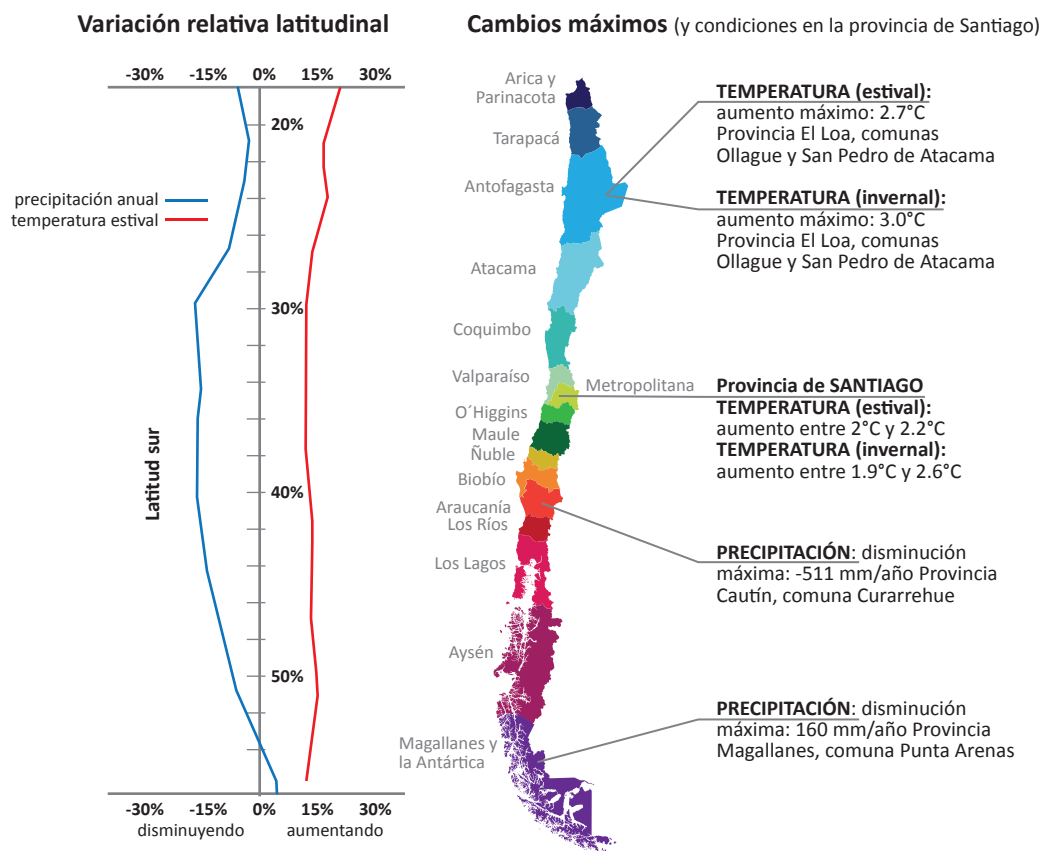 Variación relativa latitudinal
-30% -15% 0% 15% 30%
20%
precipitación anual
temperatura estival
30%
Latitud sur
40%
50%
-30% -15% 0% 15% 30%
disminuyendo aumentando
Cambios máximos (y condiciones en la provincia de Santiago)
Arica y
Parinacota
Tarapacá
Antofagasta
Atacama
Coquimbo
Valparaíso
Metropolitana
O´Higgins
Maule
Ñuble
Biobío
Araucanía
Los Ríos
Los Lagos
Aysén
Magallanes y
la Antártica
TEMPERATURA (estival):
aumento máximo: 2.7°C
Provincia El Loa, comunas
Ollague y San Pedro de Atacama
TEMPERATURA (invernal):
aumento máximo: 3.0°C
Provincia El Loa, comunas
Ollague y San Pedro de Atacama
Provincia de SANTIAGO
TEMPERATURA (estival):
aumento entre 2°C y 2.2°C
TEMPERATURA (invernal):
aumento entre 1.9°C y 2.6°C
PRECIPITACIÓN: disminución
máxima: -511 mm/año Provincia
Cautín, comuna Curarrehue
PRECIPITACIÓN: disminución
máxima: 160 mm/año Provincia
Magallanes, comuna Punta Arenas